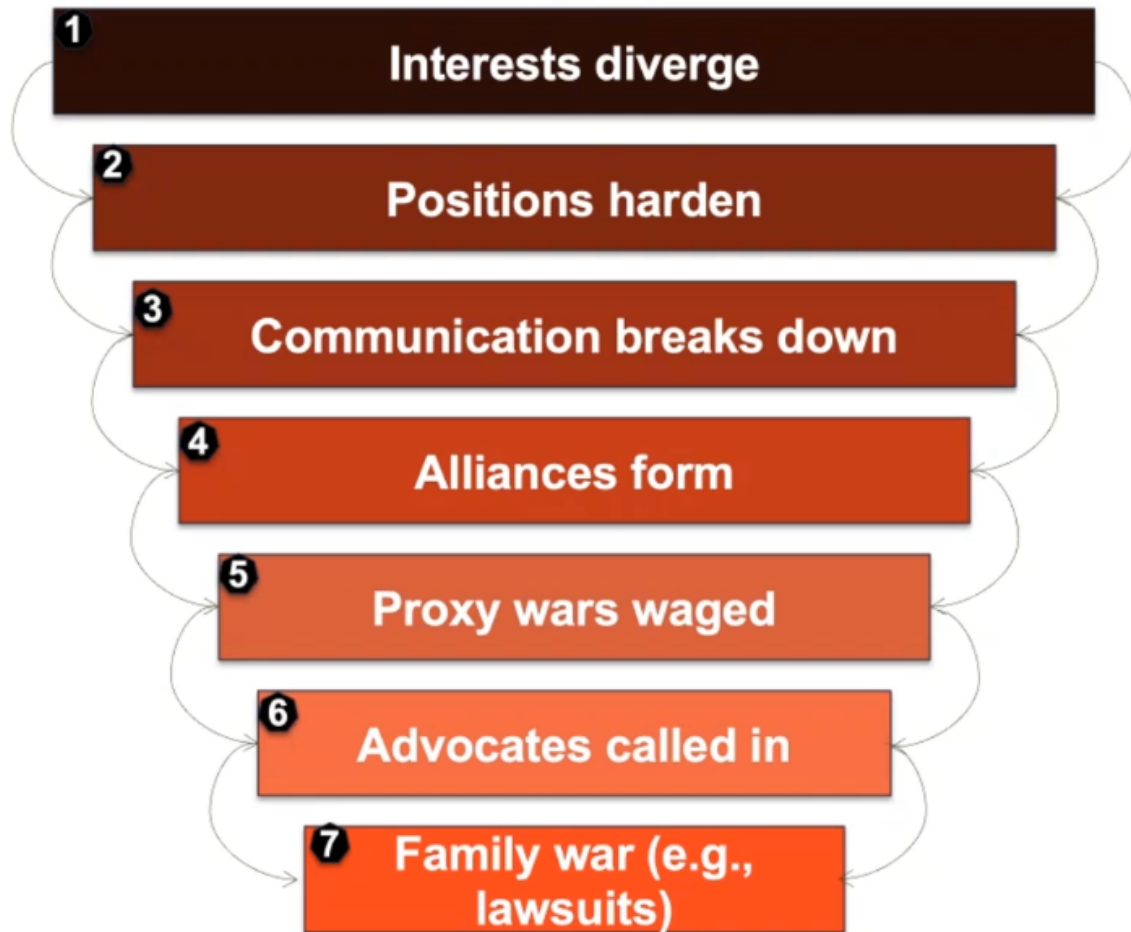 1
Interests diverge
2
Positions harden
3
Communication breaks down
4
Alliances form
5
Proxy wars waged
6
Advocates called in
7
Family war (e.g.,
lawsuits)